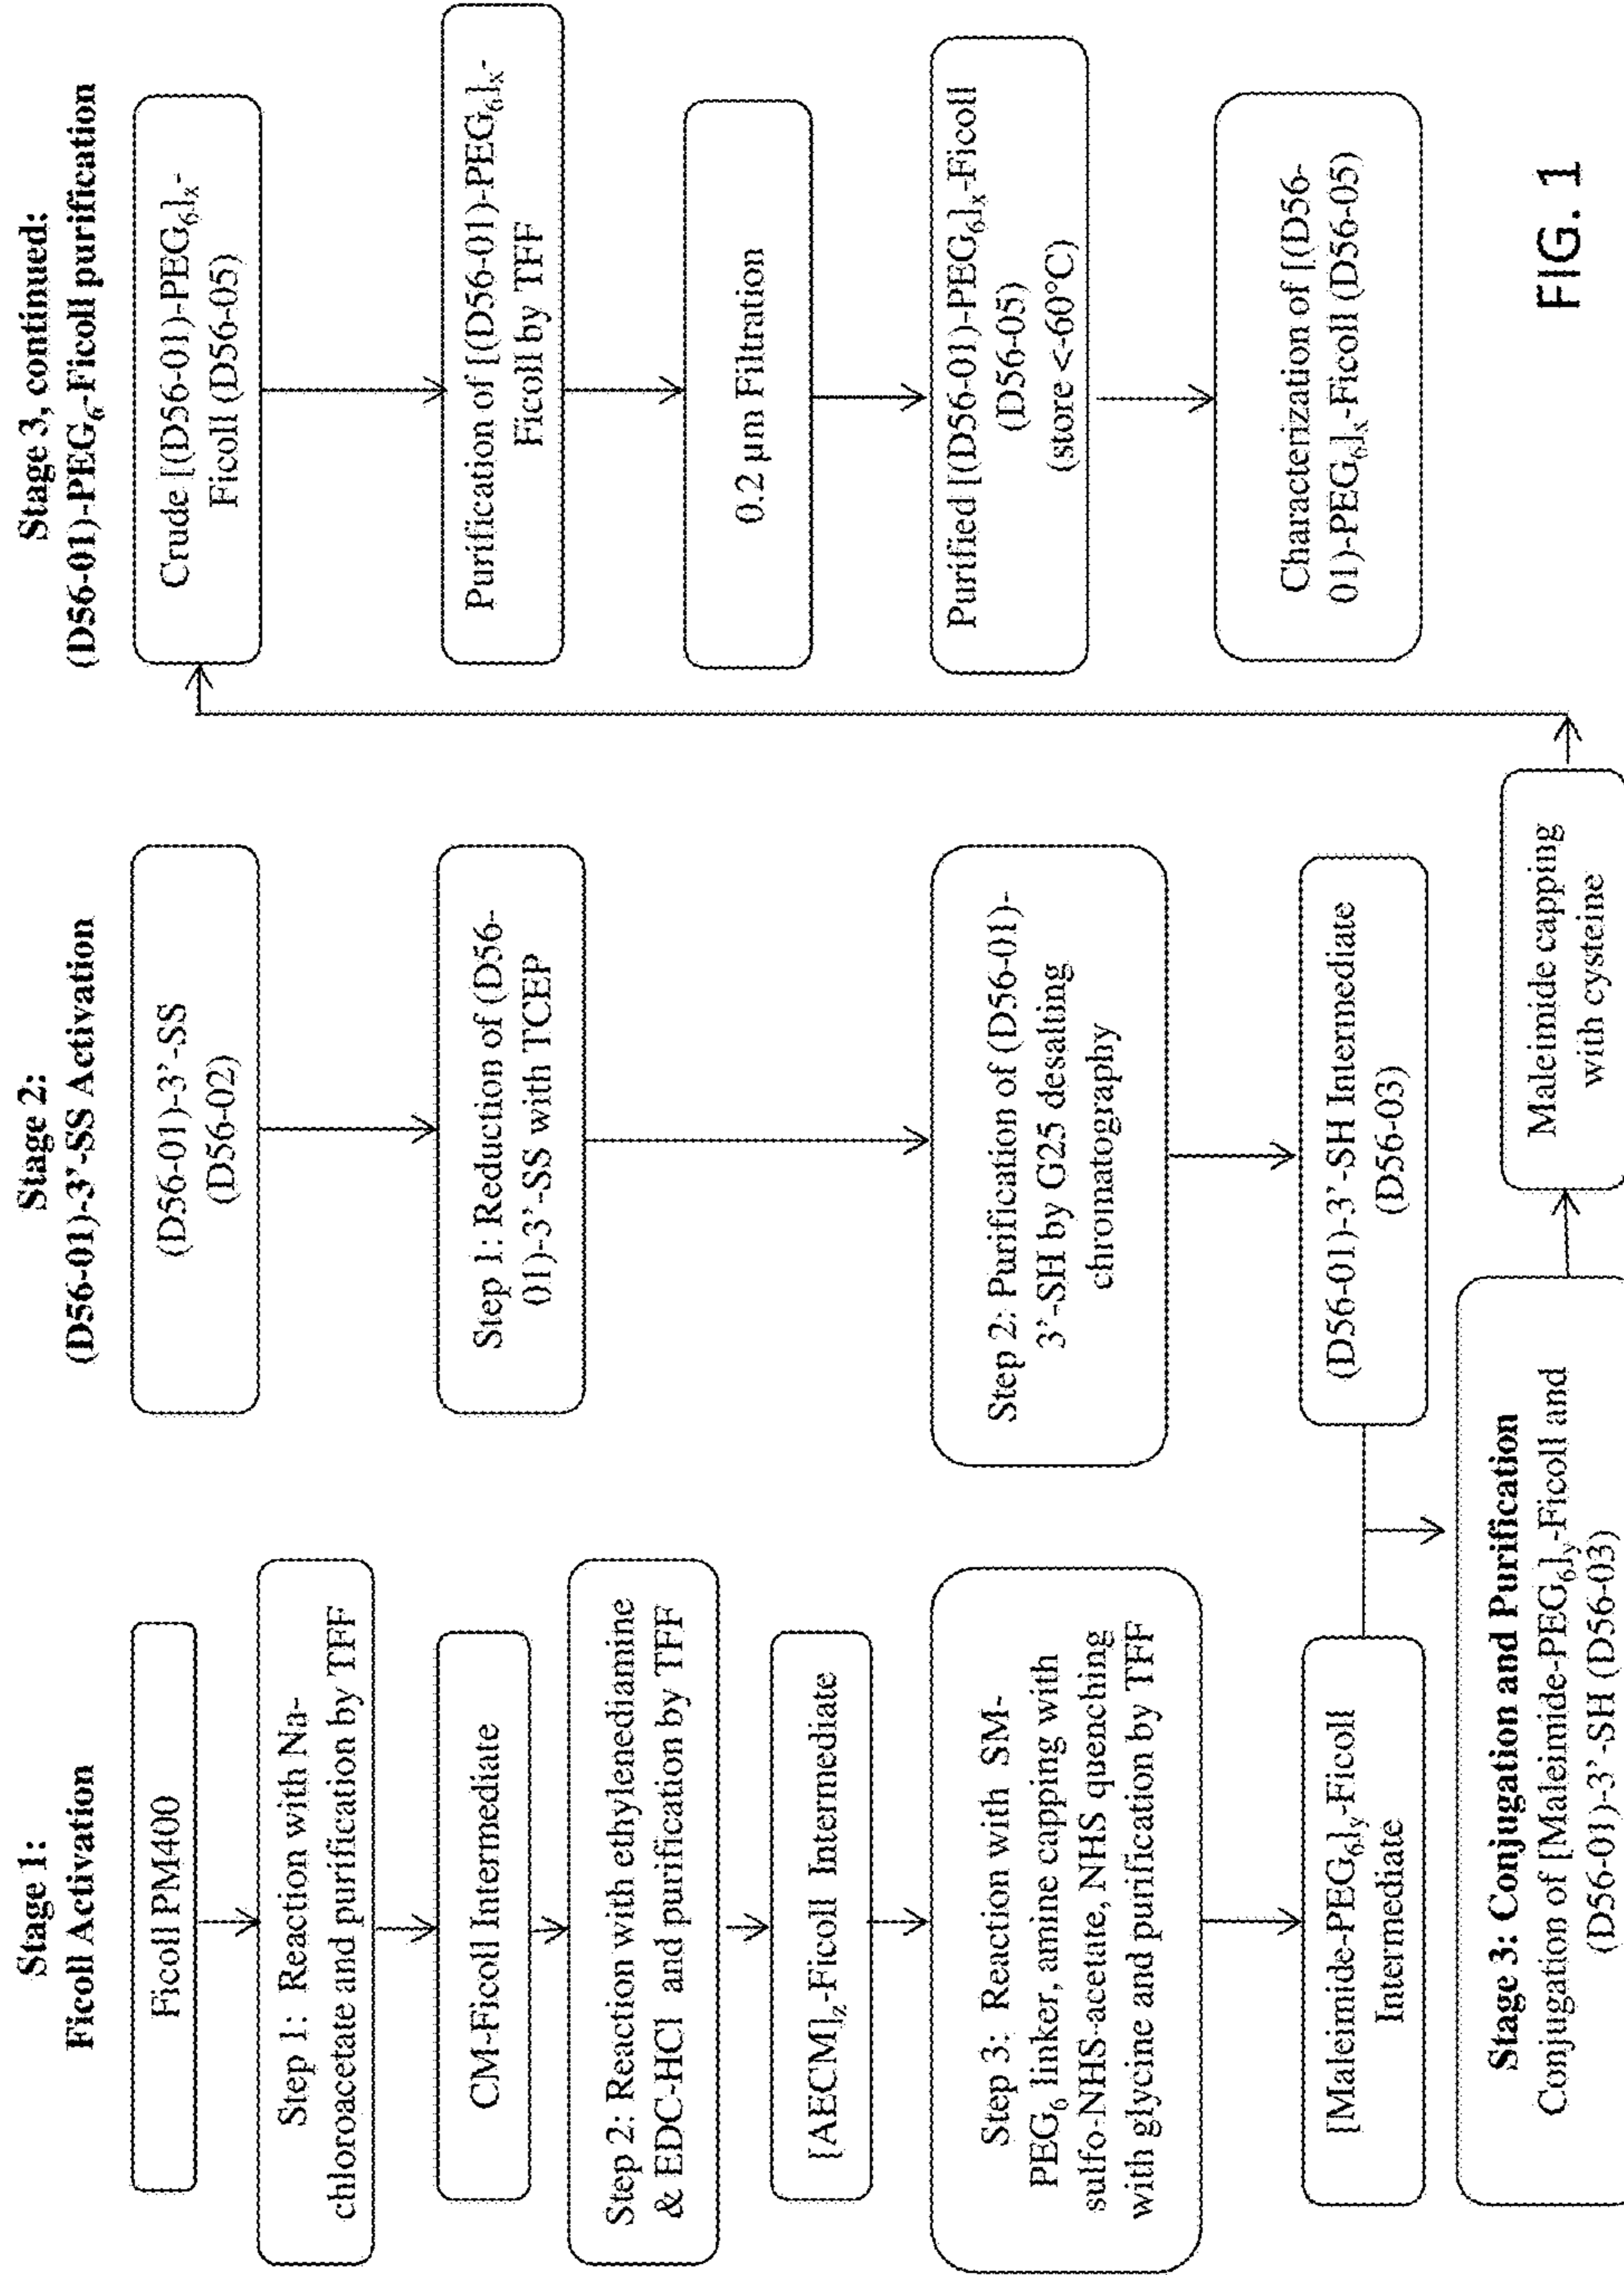 Stage 1:
Ficoll Activation
Ficoll PM400
Step 1: Reaction with Na-
chloroacetate and purification by TFF
CM-Ficoll Intermediate
Step 2: Reaction with ethylenediamine
& EDC-HCl and purification by TFF
[AECM]z-Ficoll Intermediate
Step 3: Reaction with SM-
PEG6 linker, amine capping with
sulfo-NHS-acetate, NHS quenching
with glycine and purification by TFF
[Maleimide-PEG6]y-Ficoll
Intermediate
Stage 2:
(D56-01)-3’-SS Activation
(D56-01)-3’-SS
(D56-02)
Step 1: Reduction of (D56-
01)-3’-SS with TCEP
Step 2: Purification of (D56-01)-
3’-SH by G25 desalting
chromatography
(D56-01)-3’-SH Intermediate
(D56-03)
Stage 3: Conjugation and Purification
Conjugation of [Maleimide-PEG6]y-Ficoll and
(D56-01)-3’-SH (D56-03)
Maleimide capping
with cysteine
Stage 3, continued:
(D56-01)-PEG6-Ficoll purification
Crude [(D56-01)-PEG6]x-
Ficoll (D56-05)
Purification of [(D56-01)-PEG6]x-
Ficoll by TFF
0.2 µm Filtration
Purified [(D56-01)-PEG6]x-Ficoll
(D56-05)
(store <-60°C)
Characterization of [(D56-
01)-PEG6]x-Ficoll (D56-05)
FIG. 1